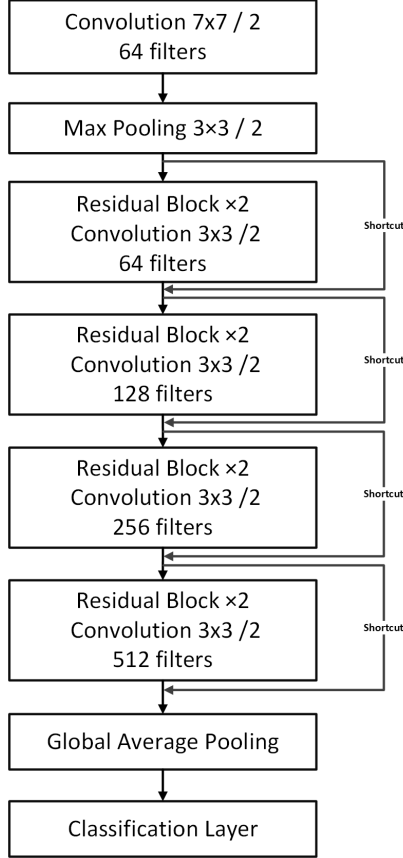 Convolution 7x7 / 2
64 filters
Max Pooling 3×3 / 2
Residual Block ×2
Convolution 3x3 /2
64 filters
Shortcut
Residual Block ×2
Convolution 3x3 /2
128 filters
Shortcut
Residual Block ×2
Convolution 3x3 /2
256 filters
Shortcut
Residual Block ×2
Convolution 3x3 /2
512 filters
Shortcut
Global Average Pooling
Classification Layer